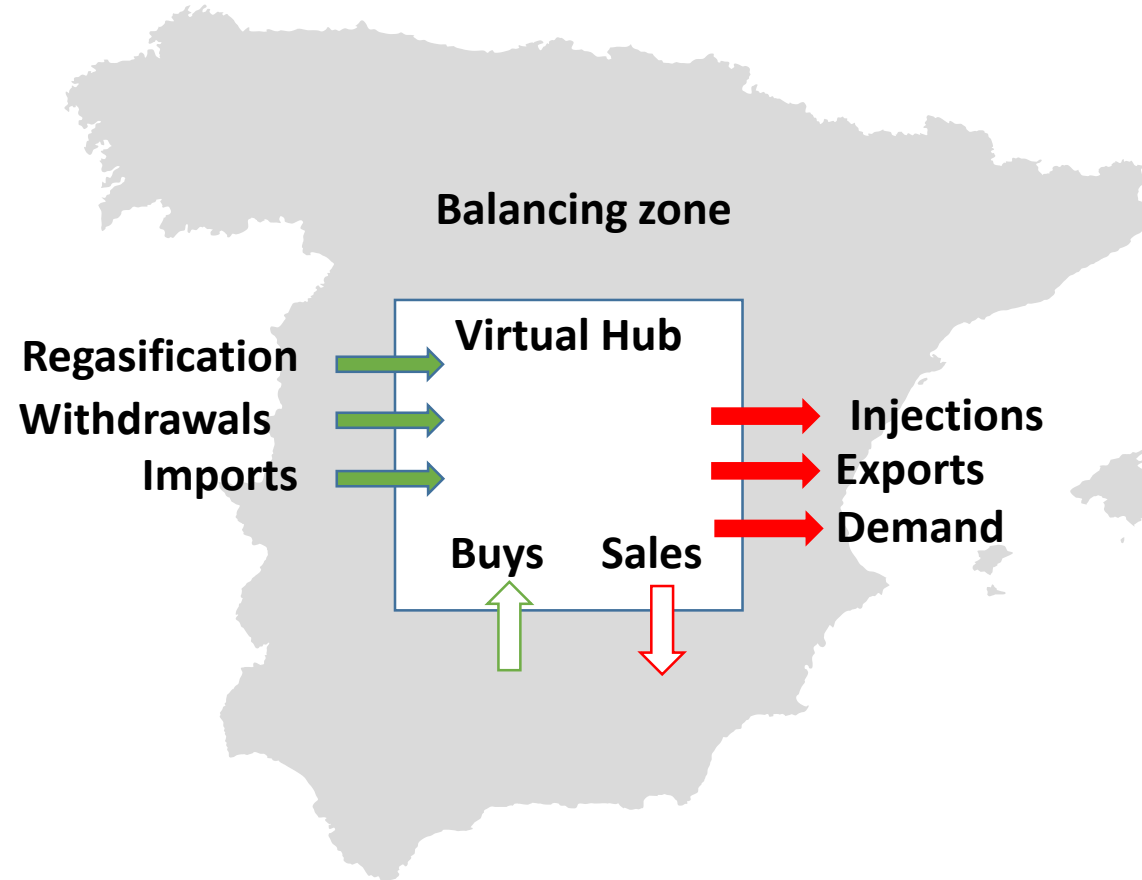 Balancing zone
Virtual Hub
Regasification
Withdrawals
Imports
Injections
Exports
Demand
Buys
Sales